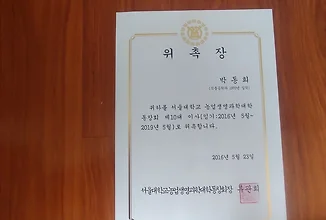 위 촉 장
박 동 희
귀하를 서울대학교 농업생명과학대학
동창회 제10대 이사(임기:2016년 5월~
2019년 5월)로 위촉합니다.
2016년 5월 23일
서울대학교농업생명과학대학동창회장